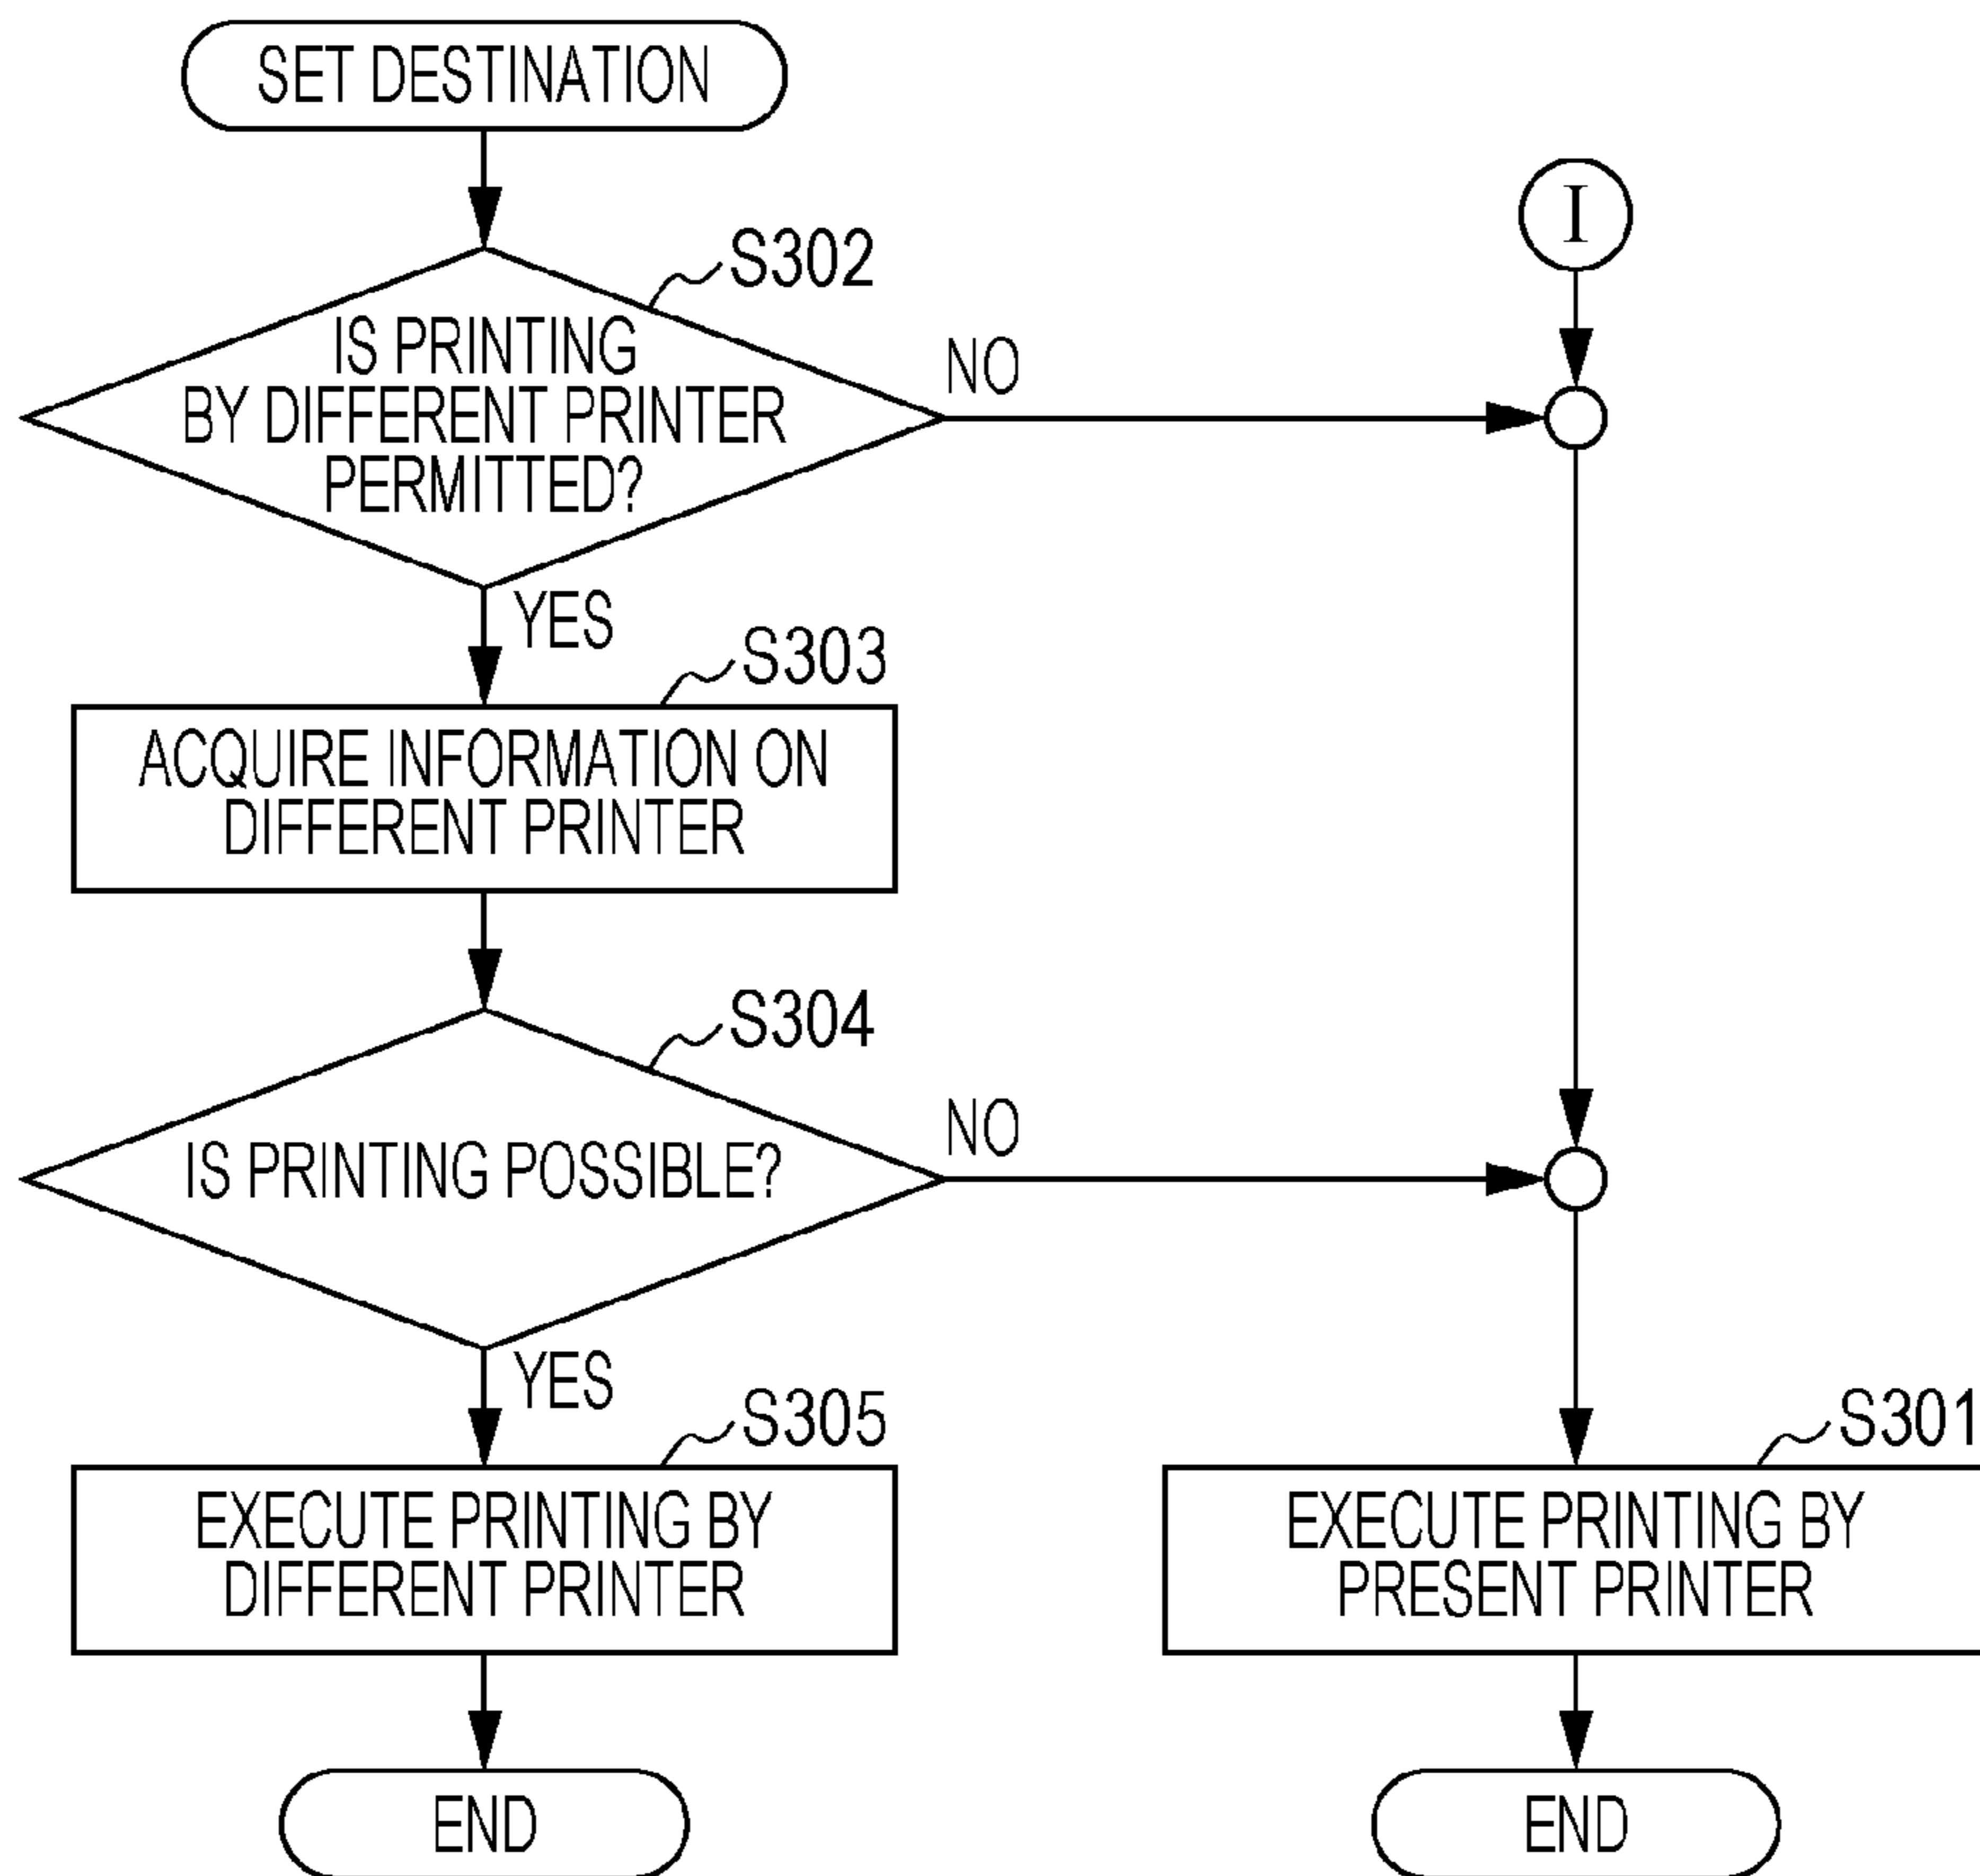 SET DESTINATION
I
S302
IS PRINTING
BY DIFFERENT PRINTER
PERMITTED?
NO
YES
S303
ACQUIRE INFORMATION ON
DIFFERENT PRINTER
S304
IS PRINTING POSSIBLE?
NO
YES
S305
EXECUTE PRINTING BY
DIFFERENT PRINTER
S301
EXECUTE PRINTING BY
PRESENT PRINTER
END
END